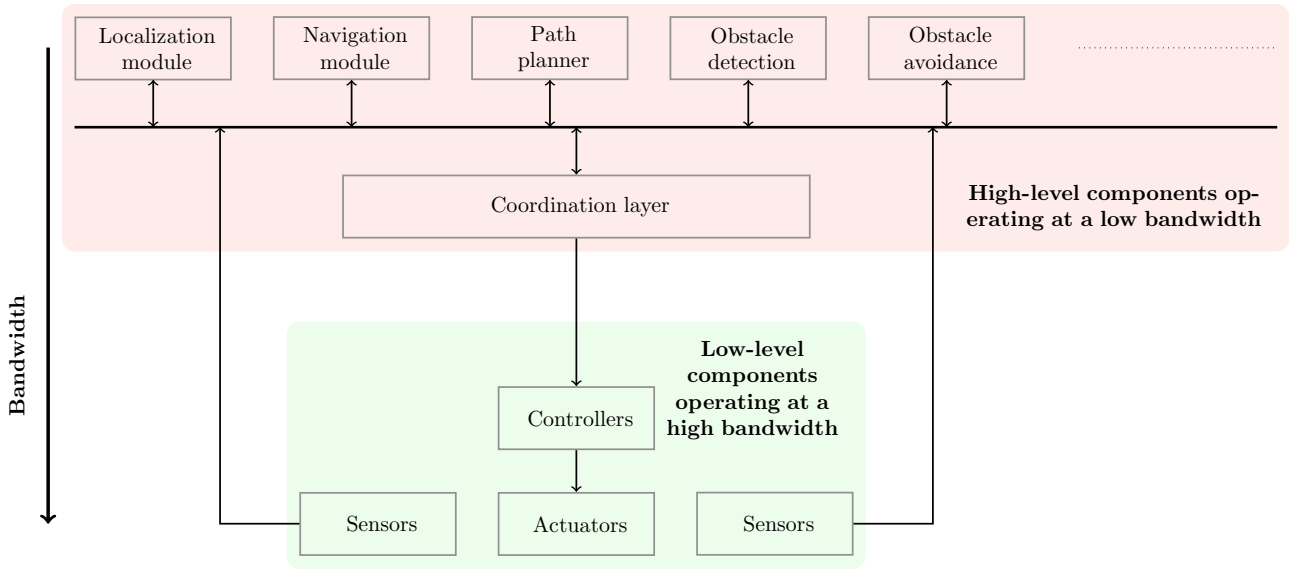 Localization
module
Navigation
module
Path
planner
Obstacle
detection
Obstacle
avoidance
Coordination layer
High-level components op-
erating at a low bandwidth
Bandwidth
Low-level
components
operating at a
high bandwidth
Controllers
Sensors
Actuators
Sensors